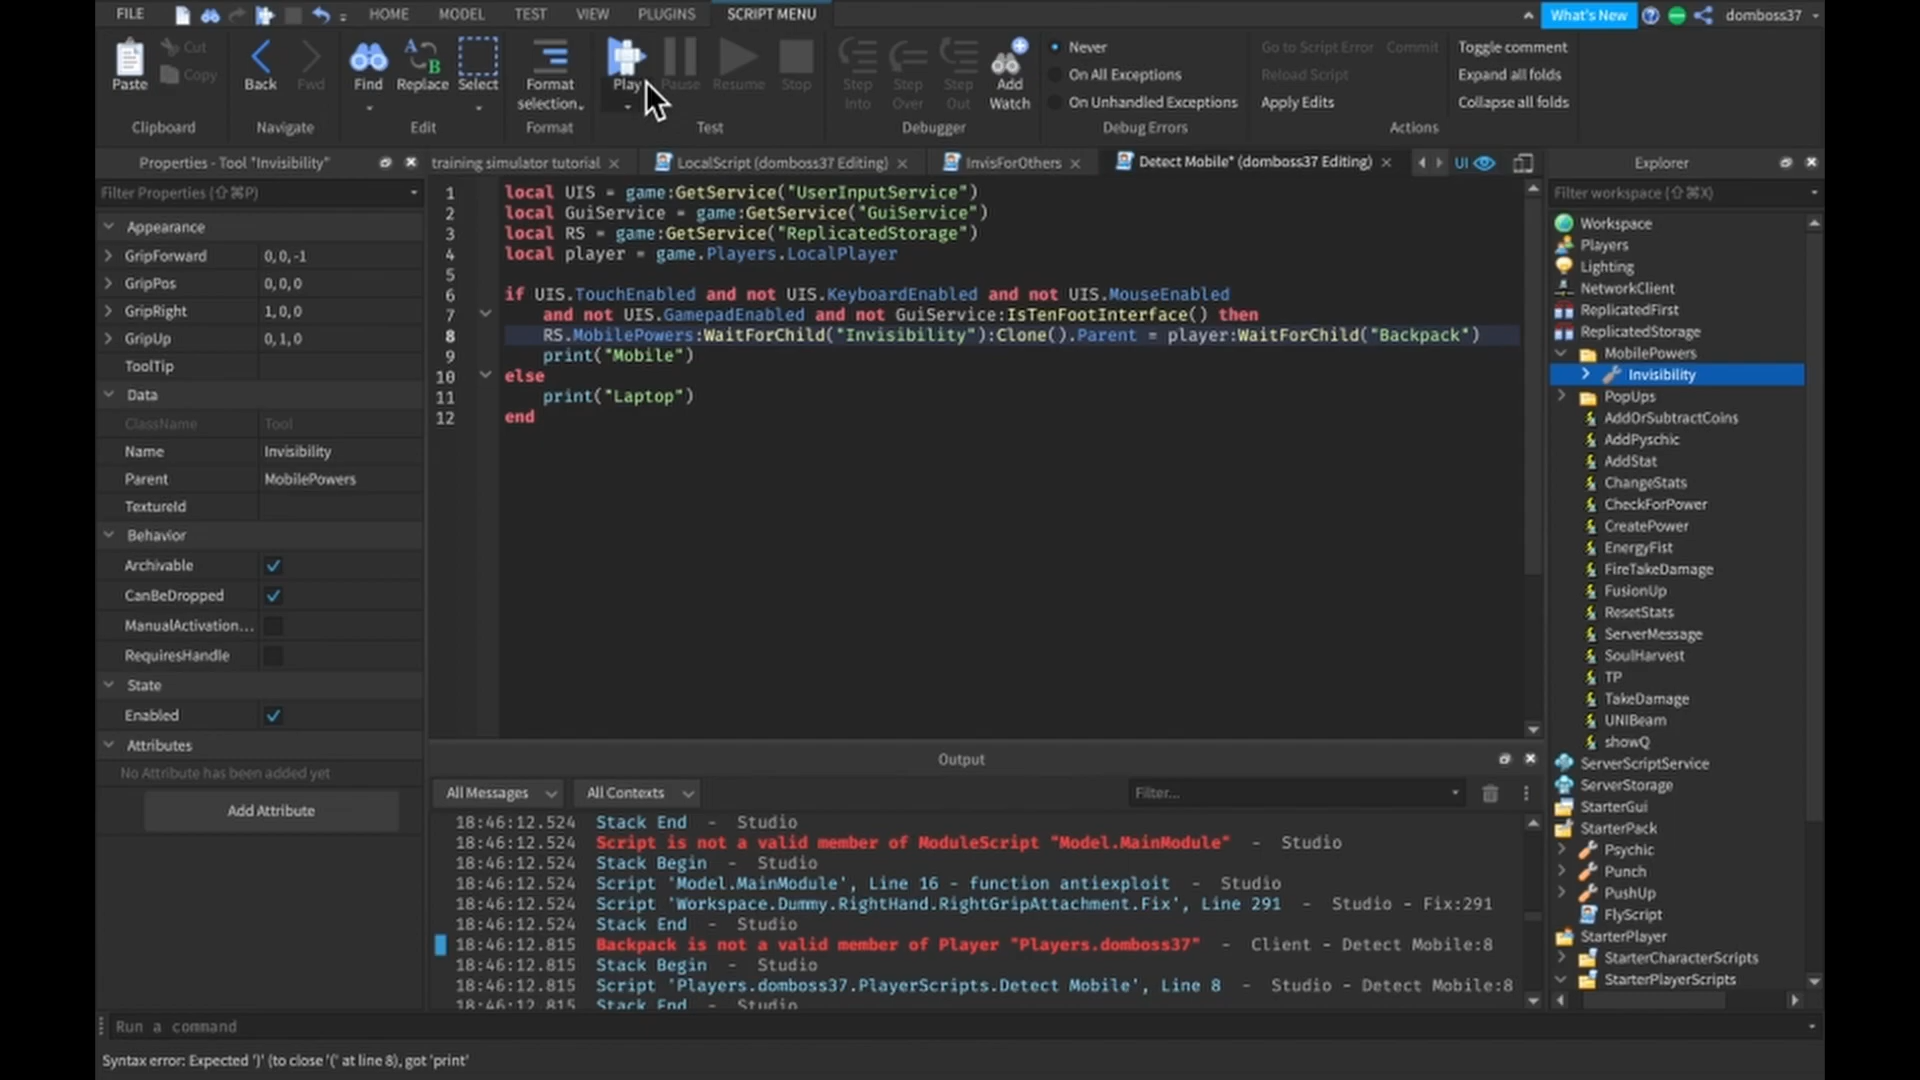 FILE
HOME
MODEL
TEST
VIEW
PLUGINS
SCRIPT MENU
What's New
domboss37
Paste
Cut
Copy
Clipboard
Back
Fwd
Navigate
Find
Replace
Select
Edit
Format
selection
Format
Play
Pause
Resume
Stop
Test
Step
Into
Step
Over
Step
Out
Add
Watch
Debugger
Never
On All Exceptions
On Unhandled Exceptions
Debug Errors
Go to Script Error
Commit
Reload Script
Apply Edits
Toggle comment
Expand all folds
Collapse all folds
Actions
Properties - Tool "Invisibility"
Filter Properties (⇧⌘P)
Appearance
GripForward 0, 0, -1
GripPos 0, 0, 0
GripRight 1, 0, 0
GripUp 0, 1, 0
ToolTip
Data
ClassName Tool
Name Invisibility
Parent MobilePowers
TextureId
Behavior
Archivable
CanBeDropped
ManualActivation...
RequiresHandle
State
Enabled
Attributes
No Attribute has been added yet
Add Attribute
training simulator tutorial
LocalScript (domboss37 Editing)
InvisForOthers
Detect Mobile* (domboss37 Editing)
UI
1 local UIS = game:GetService("UserInputService")
2 local GuiService = game:GetService("GuiService")
3 local RS = game:GetService("ReplicatedStorage")
4 local player = game.Players.LocalPlayer
5
6 if UIS.TouchEnabled and not UIS.KeyboardEnabled and not UIS.MouseEnabled
7 and not UIS.GamepadEnabled and not GuiService:IsTenFootInterface() then
8 RS.MobilePowers:WaitForChild("Invisibility"):Clone().Parent = player:WaitForChild("Backpack")
9 print("Mobile")
10 else
11 print("Laptop")
12 end
Output
All Messages
All Contexts
Filter...
18:46:12.524 Stack End - Studio
18:46:12.524 Script is not a valid member of ModuleScript "Model.MainModule" - Studio
18:46:12.524 Stack Begin - Studio
18:46:12.524 Script 'Model.MainModule', Line 16 - function antiexploit - Studio
18:46:12.524 Script 'Workspace.Dummy.RightHand.RightGripAttachment.Fix', Line 291 - Studio - Fix:291
18:46:12.524 Stack End - Studio
18:46:12.815 Backpack is not a valid member of Player "Players.domboss37" - Client - Detect Mobile:8
18:46:12.815 Stack Begin - Studio
18:46:12.815 Script 'Players.domboss37.PlayerScripts.Detect Mobile', Line 8 - Studio - Detect Mobile:8
18:46:12.815 Stack End - Studio
Explorer
Filter workspace (⇧⌘X)
Workspace
Players
Lighting
NetworkClient
ReplicatedFirst
ReplicatedStorage
MobilePowers
Invisibility
PopUps
AddOrSubtractCoins
AddPyschic
AddStat
ChangeStats
CheckForPower
CreatePower
EnergyFist
FireTakeDamage
FusionUp
ResetStats
ServerMessage
SoulHarvest
TP
TakeDamage
UNIBeam
showQ
ServerScriptService
ServerStorage
StarterGui
StarterPack
Psychic
Punch
PushUp
FlyScript
StarterPlayer
StarterCharacterScripts
StarterPlayerScripts
Run a command
Syntax error: Expected ')' (to close '(' at line 8), got 'print'